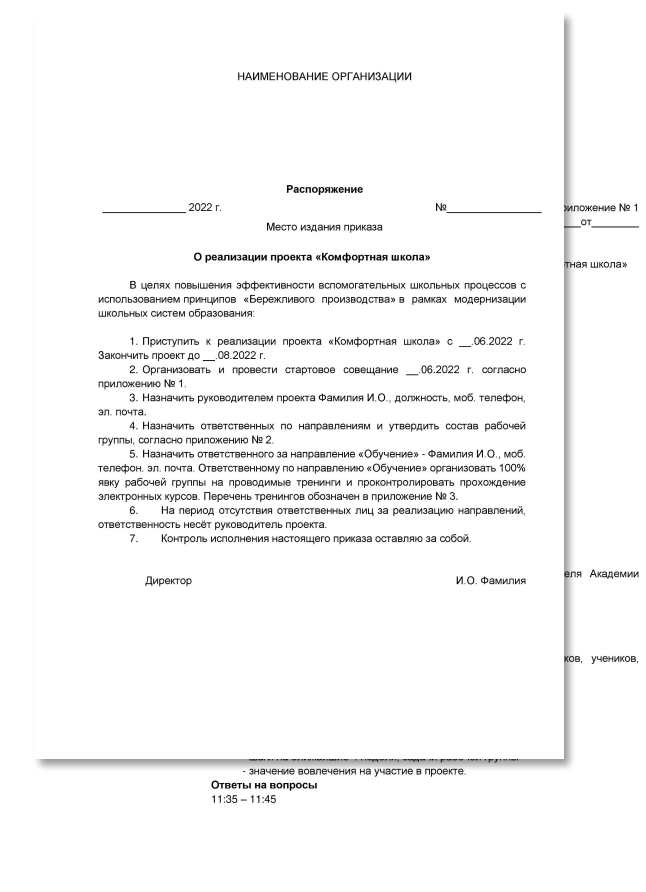 НАИМЕНОВАНИЕ ОРГАНИЗАЦИИ
Распоряжение
_______________ 2022 г. №_________________
Место издания приказа
О реализации проекта «Комфортная школа»
В целях повышения эффективности вспомогательных школьных процессов с
использованием принципов «Бережливого производства» в рамках модернизации
школьных систем образования:
1. Приступить к реализации проекта «Комфортная школа» с __.06.2022 г.
Закончить проект до __.08.2022 г.
2. Организовать и провести стартовое совещание __.06.2022 г. согласно
приложению № 1.
3. Назначить руководителем проекта Фамилия И.О., должность, моб. телефон,
эл. почта.
4. Назначить ответственных по направлениям и утвердить состав рабочей
группы, согласно приложению № 2.
5. Назначить ответственного за направление «Обучение» - Фамилия И.О., моб.
телефон. эл. почта. Ответственному по направлению «Обучение» организовать 100%
явку рабочей группы на проводимые тренинги и проконтролировать прохождение
электронных курсов. Перечень тренингов обозначен в приложение № 3.
6. На период отсутствия ответственных лиц за реализацию направлений,
ответственность несёт руководитель проекта.
7. Контроль исполнения настоящего приказа оставляю за собой.
Директор И.О. Фамилия
риложение № 1
___от________
тная школа»
еля Академии
ков, учеников,
- значение вовлечения на участие в проекте.
Ответы на вопросы
11:35 – 11:45